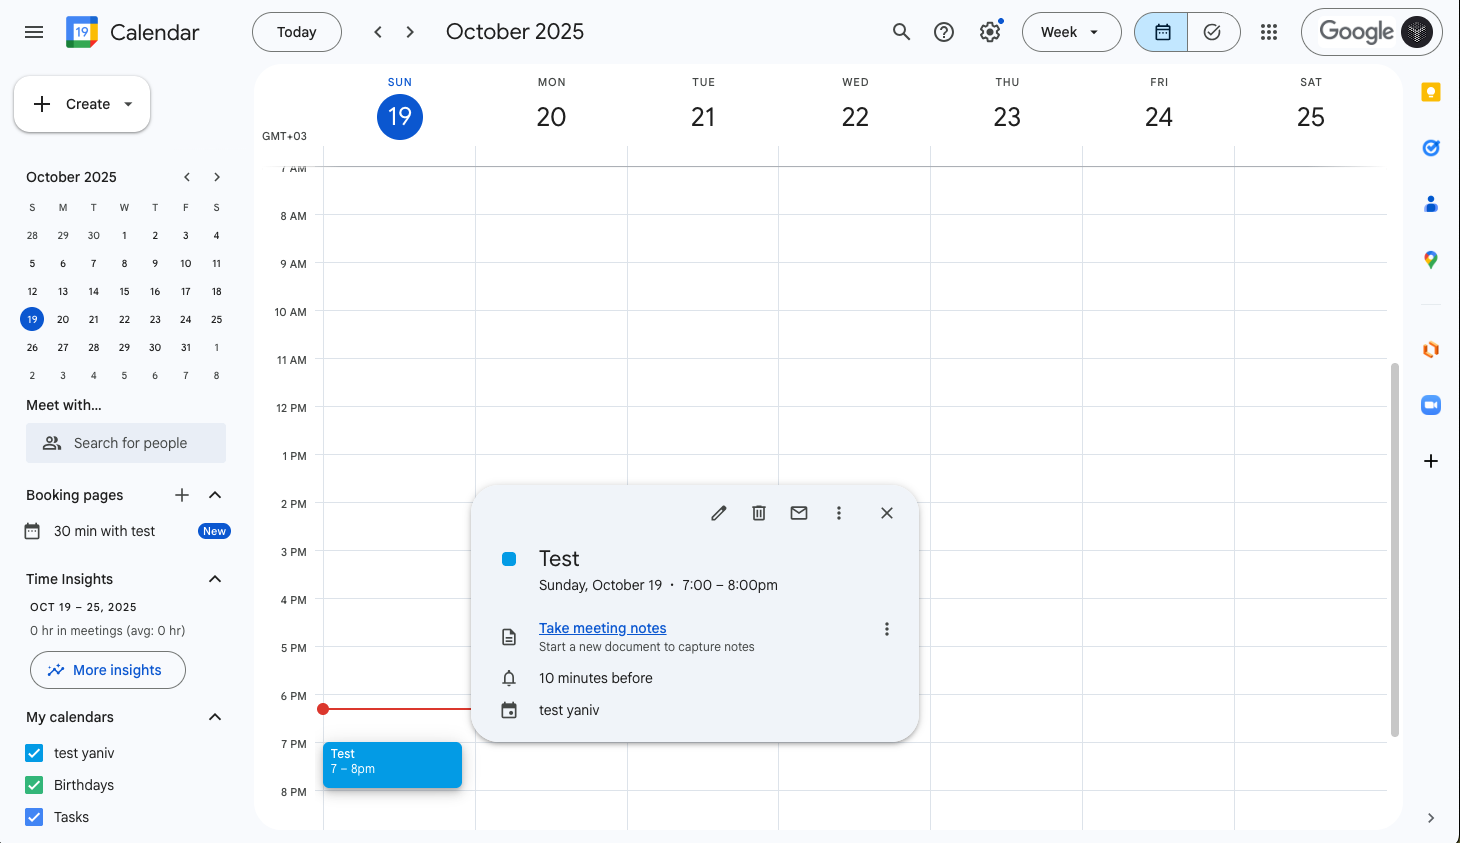 19 Calendar Today October 2025 Week Google
Create
SUN MON TUE WED THU FRI SAT
19 20 21 22 23 24 25
GMT+03
7 AM
8 AM
9 AM
10 AM
11 AM
12 PM
1 PM
2 PM
3 PM
4 PM
5 PM
6 PM
7 PM
8 PM
October 2025
S M T W T F S
28 29 30 1 2 3 4
5 6 7 8 9 10 11
12 13 14 15 16 17 18
19 20 21 22 23 24 25
26 27 28 29 30 31 1
2 3 4 5 6 7 8
Meet with...
Search for people
Booking pages
30 min with test New
Time Insights
OCT 19 – 25, 2025
0 hr in meetings (avg: 0 hr)
More insights
My calendars
test yaniv
Birthdays
Tasks
Test
7 – 8pm
Test
Sunday, October 19 · 7:00 – 8:00pm
Take meeting notes
Start a new document to capture notes
10 minutes before
test yaniv